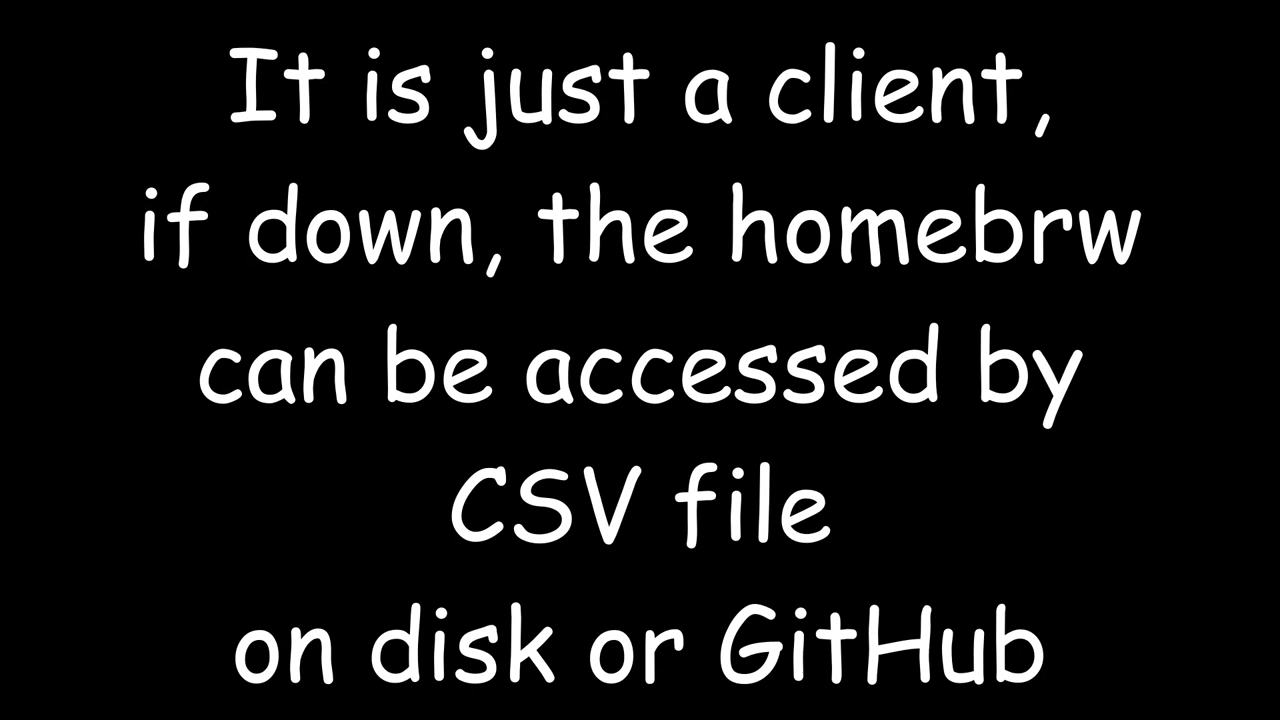 It is just a client,
if down, the homebrw
can be accessed by
CSV file
on disk or GitHub